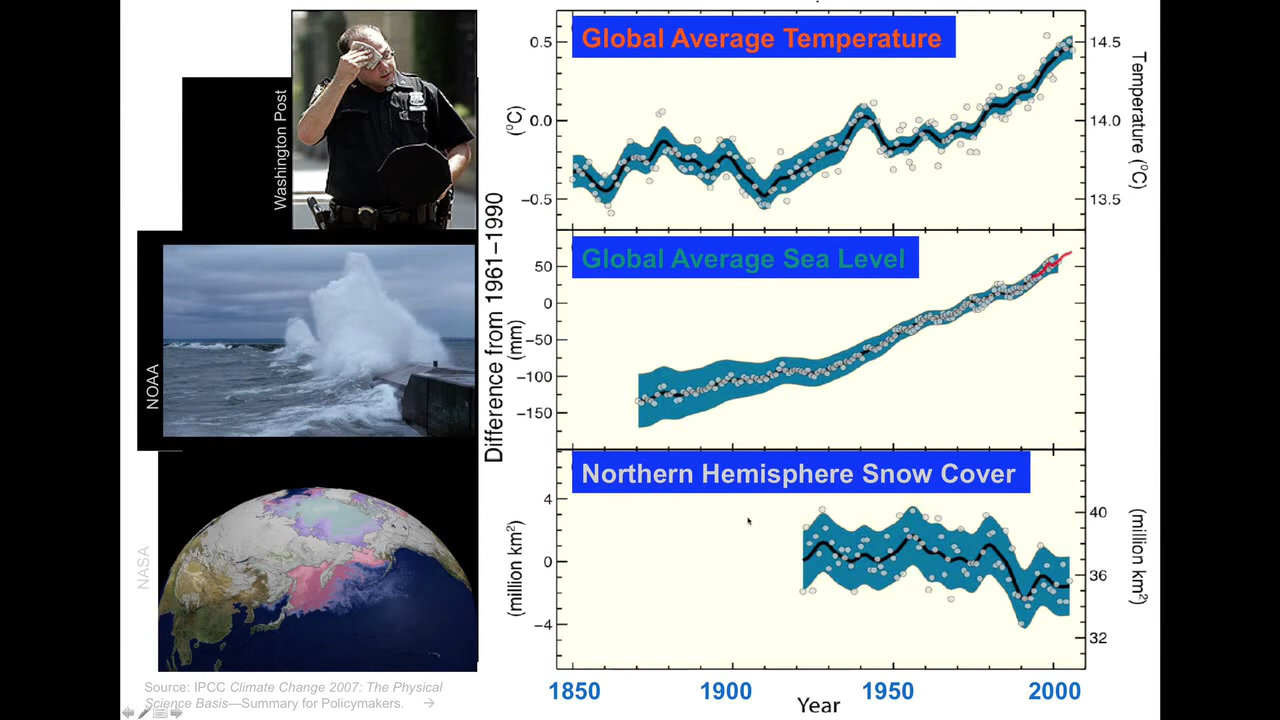 Washington Post
NOAA
NASA
Source: IPCC Climate Change 2007: The Physical
Science Basis—Summary for Policymakers.
Difference from 1961–1990
Global Average Temperature
(°C)
0.5
0.0
−0.5
14.5
14.0
13.5
Temperature (°C)
Global Average Sea Level
(mm)
50
0
−50
−100
−150
Northern Hemisphere Snow Cover
(million km²)
4
0
−4
40
36
32
(million km²)
1850 1900 1950 2000
Year